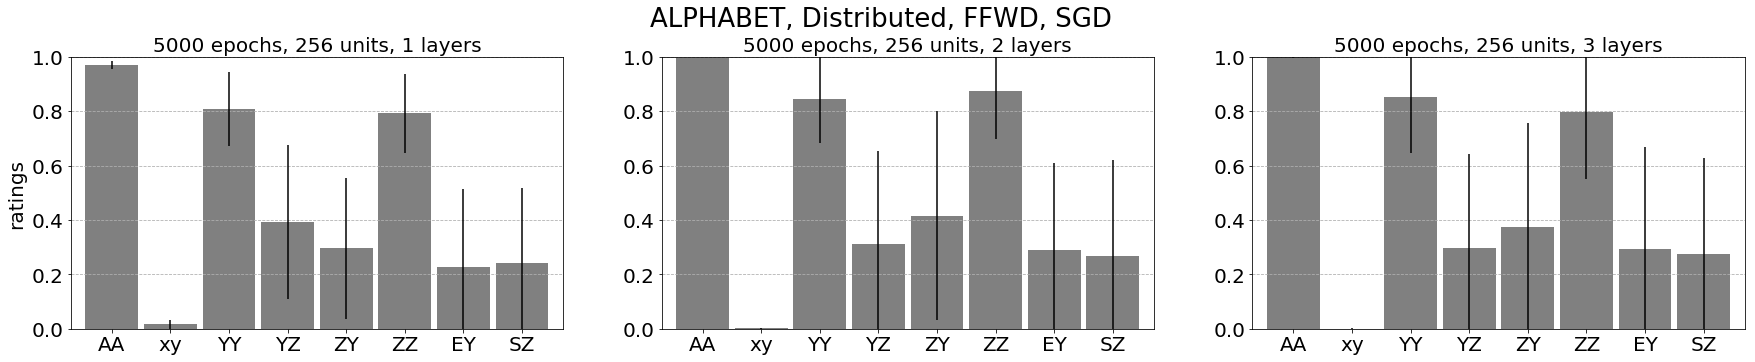 ALPHABET, Distributed, FFWD, SGD
5000 epochs, 256 units, 1 layers
ratings
1.0
0.8
0.6
0.4
0.2
0.0
AA xy YY YZ ZY ZZ EY SZ
5000 epochs, 256 units, 2 layers
1.0
0.8
0.6
0.4
0.2
0.0
AA xy YY YZ ZY ZZ EY SZ
5000 epochs, 256 units, 3 layers
1.0
0.8
0.6
0.4
0.2
0.0
AA xy YY YZ ZY ZZ EY SZ